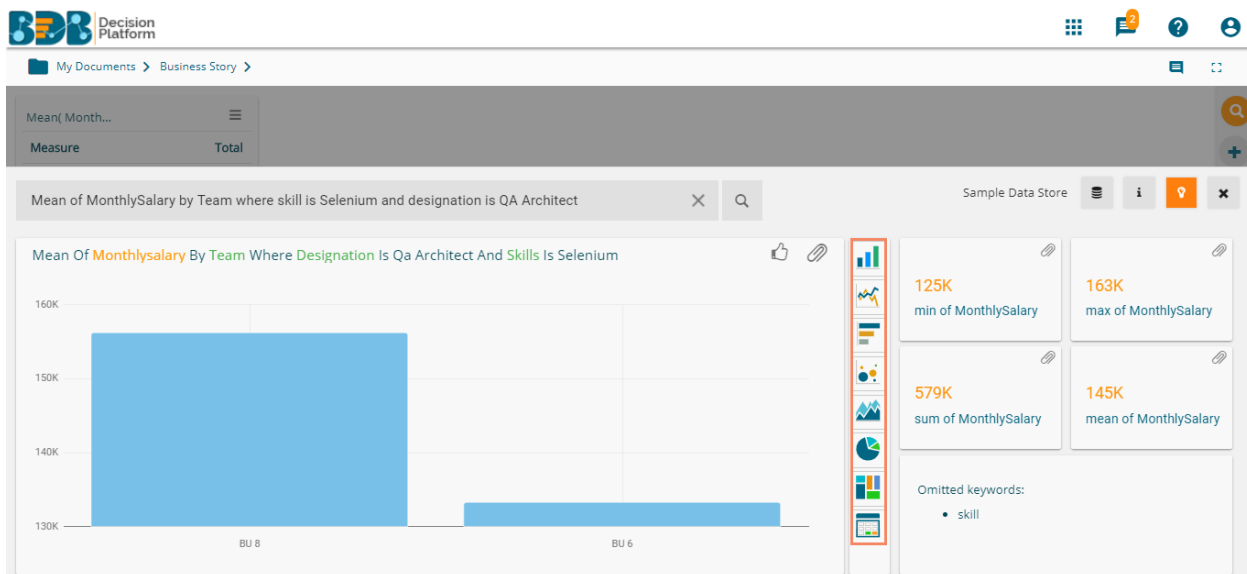 BDB Decision Platform
2
My Documents > Business Story >
Mean( Month...
Measure Total
Mean of MonthlySalary by Team where skill is Selenium and designation is QA Architect
Sample Data Store
i
Mean Of Monthlysalary By Team Where Designation Is Qa Architect And Skills Is Selenium
160K
150K
140K
130K
BU 8
BU 6
125K
min of MonthlySalary
163K
max of MonthlySalary
579K
sum of MonthlySalary
145K
mean of MonthlySalary
Omitted keywords:
• skill